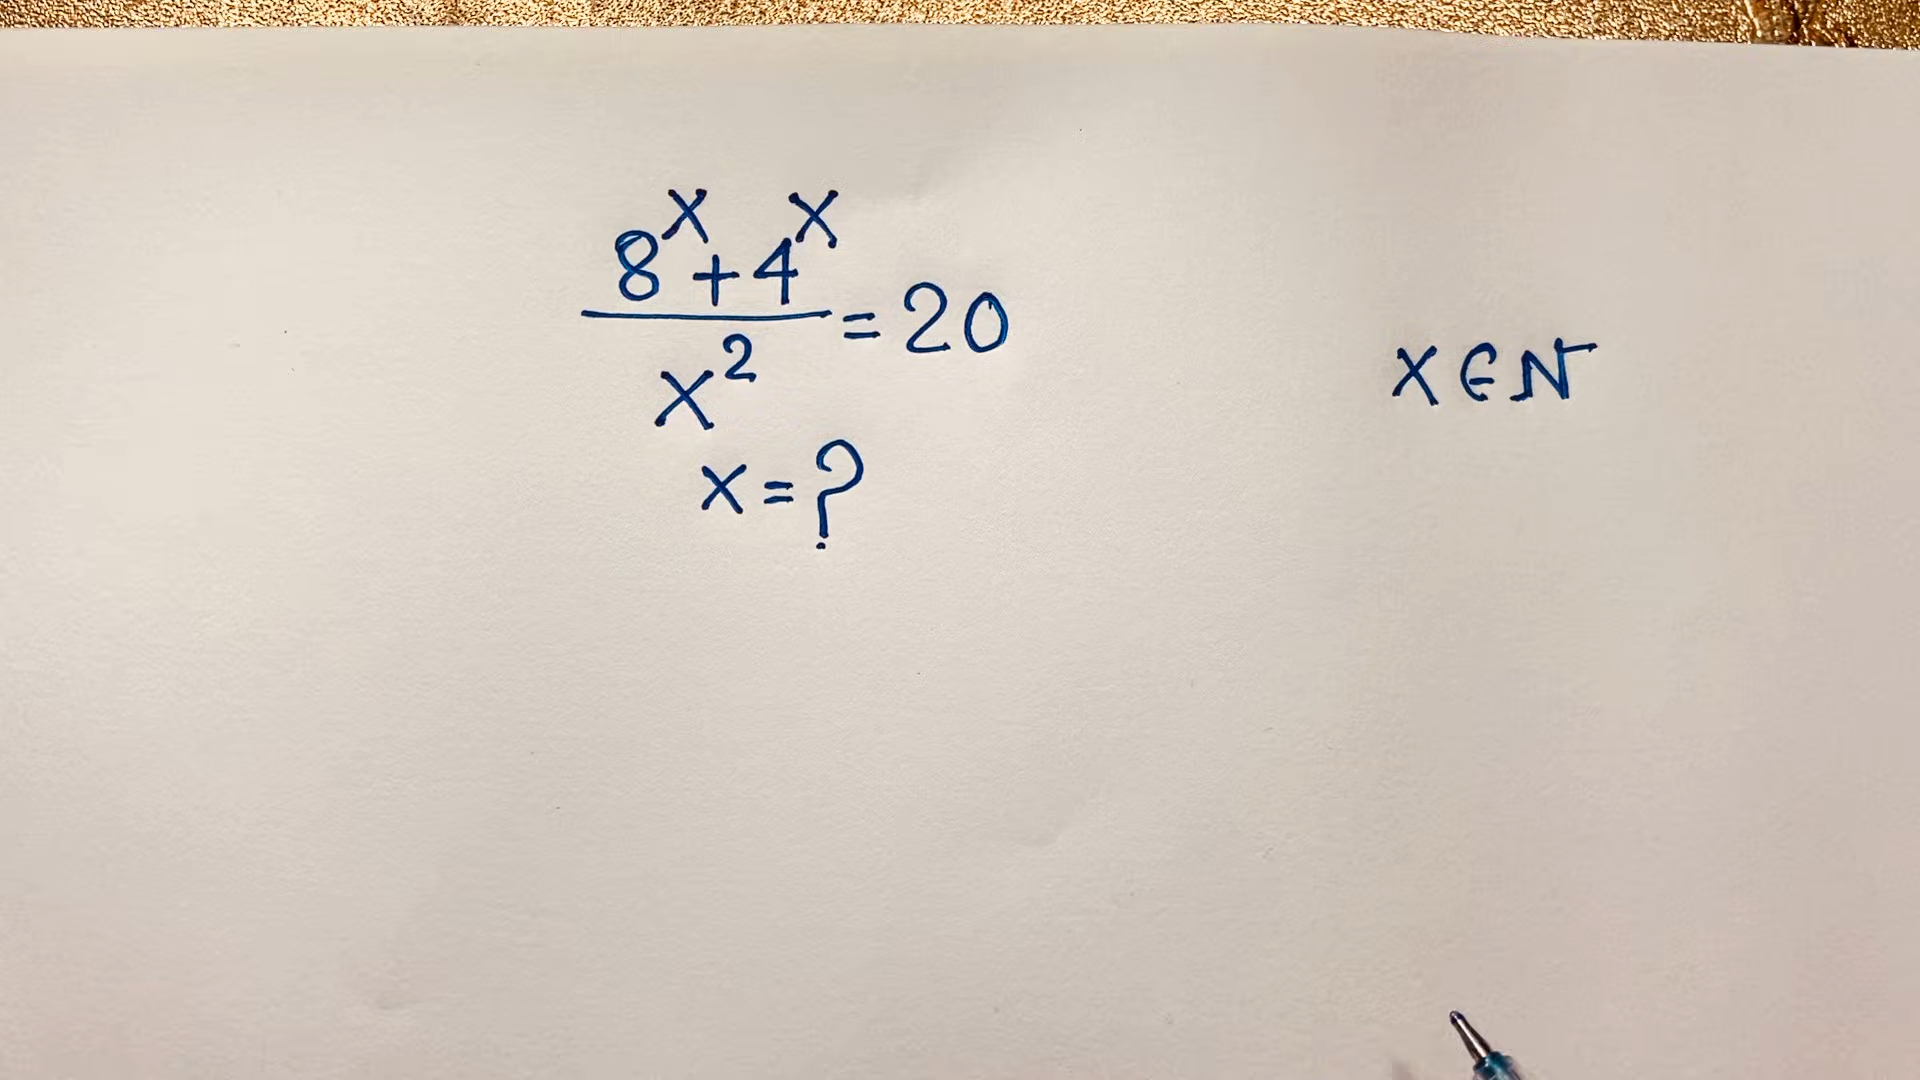 (8^x + 4^x) / x^2 = 20
x ∈ N
x = ?